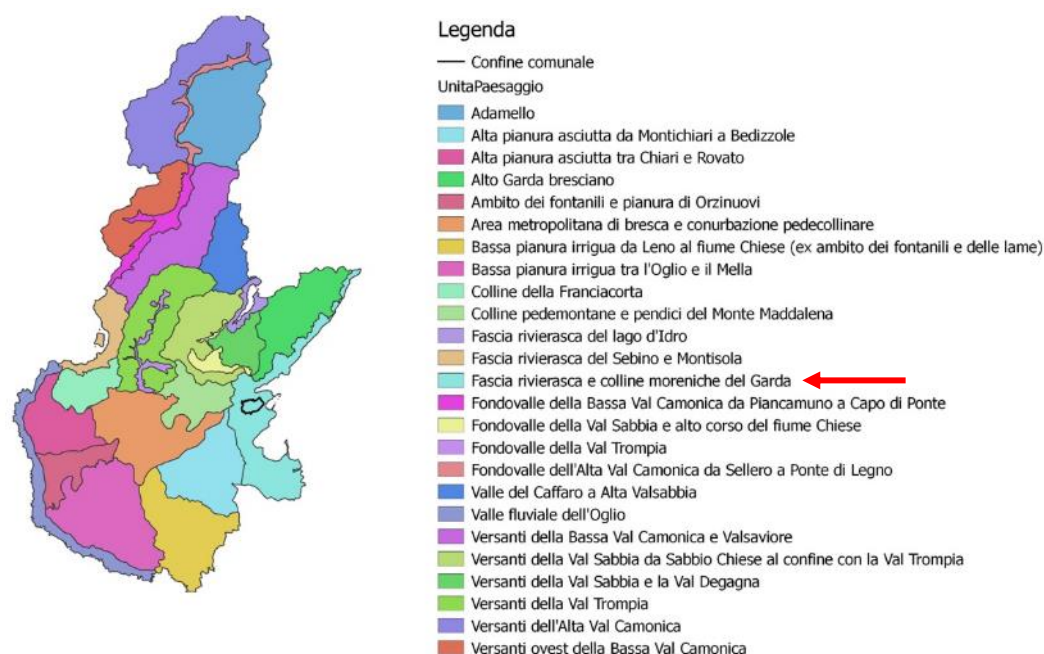 Legenda
Confine comunale
UnitaPaesaggio
Adamello
Alta pianura asciutta da Montichiari a Bedizzole
Alta pianura asciutta tra Chiari e Rovato
Alto Garda bresciano
Ambito dei fontanili e pianura di Orzinuovi
Area metropolitana di bresca e conurbazione pedecollinare
Bassa pianura irrigua da Leno al fiume Chiese (ex ambito dei fontanili e delle lame)
Bassa pianura irrigua tra l'Oglio e il Mella
Colline della Franciacorta
Colline pedemontane e pendici del Monte Maddalena
Fascia rivierasca del lago d'Idro
Fascia rivierasca del Sebino e Montisola
Fascia rivierasca e colline moreniche del Garda
Fondovalle della Bassa Val Camonica da Piancamuno a Capo di Ponte
Fondovalle della Val Sabbia e alto corso del fiume Chiese
Fondovalle della Val Trompia
Fondovalle dell'Alta Val Camonica da Sellero a Ponte di Legno
Valle del Caffaro a Alta Valsabbia
Valle fluviale dell'Oglio
Versanti della Bassa Val Camonica e Valsaviore
Versanti della Val Sabbia da Sabbio Chiese al confine con la Val Trompia
Versanti della Val Sabbia e la Val Degagna
Versanti della Val Trompia
Versanti dell'Alta Val Camonica
Versanti ovest della Bassa Val Camonica